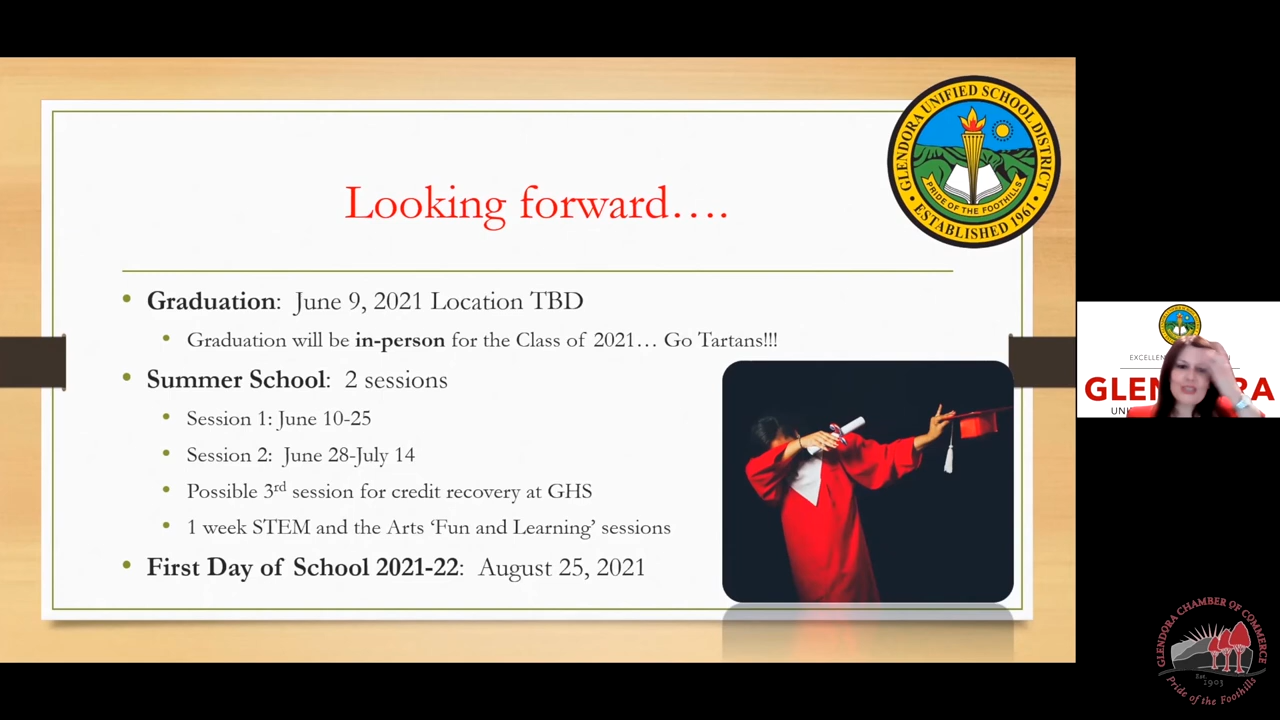 GLENDORA UNIFIED SCHOOL DISTRICT
PRIDE OF THE FOOTHILLS
• ESTABLISHED 1961 •
Looking forward….
• Graduation: June 9, 2021 Location TBD
• Graduation will be in-person for the Class of 2021… Go Tartans!!!
• Summer School: 2 sessions
• Session 1: June 10-25
• Session 2: June 28-July 14
• Possible 3rd session for credit recovery at GHS
• 1 week STEM and the Arts ‘Fun and Learning’ sessions
• First Day of School 2021-22: August 25, 2021
GLENDORA CHAMBER OF COMMERCE
Est. 1903
Pride of the Foothills